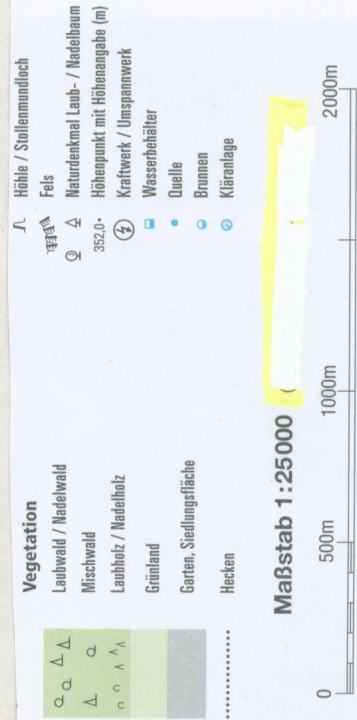 Vegetation
Laubwald / Nadelwald
Mischwald
Laubholz / Nadelholz
Grünland
Garten, Siedlungsfläche
Hecken
Höhle / Stollenmundloch
Fels
Naturdenkmal Laub- / Nadelbaum
352,0 Höhenpunkt mit Höhenangabe (m)
Kraftwerk / Umspannwerk
Wasserbehälter
Quelle
Brunnen
Kläranlage
Maßstab 1:25000 (
0 500m 1000m 2000m